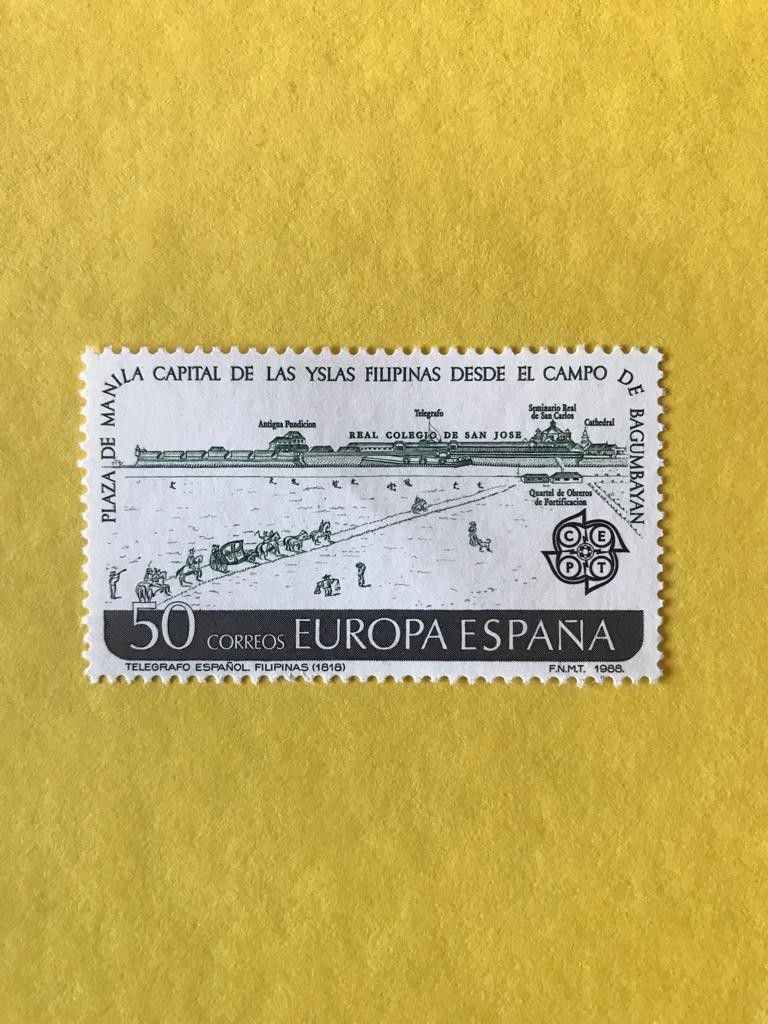 PLAZA DE MANILA CAPITAL DE LAS YSLAS FILIPINAS DESDE EL CAMPO DE BAGUMBAYAN
Antigua Fundicion
Telegrafo
Seminario Real
de San Carlos
Cathedral
REAL COLEGIO DE SAN JOSE
Quartel de Obreros
de Fortificacion
CEPT
50 CORREOS EUROPA ESPAÑA
TELEGRAFO ESPAÑOL. FILIPINAS (1818)
F.N.M.T. 1988.